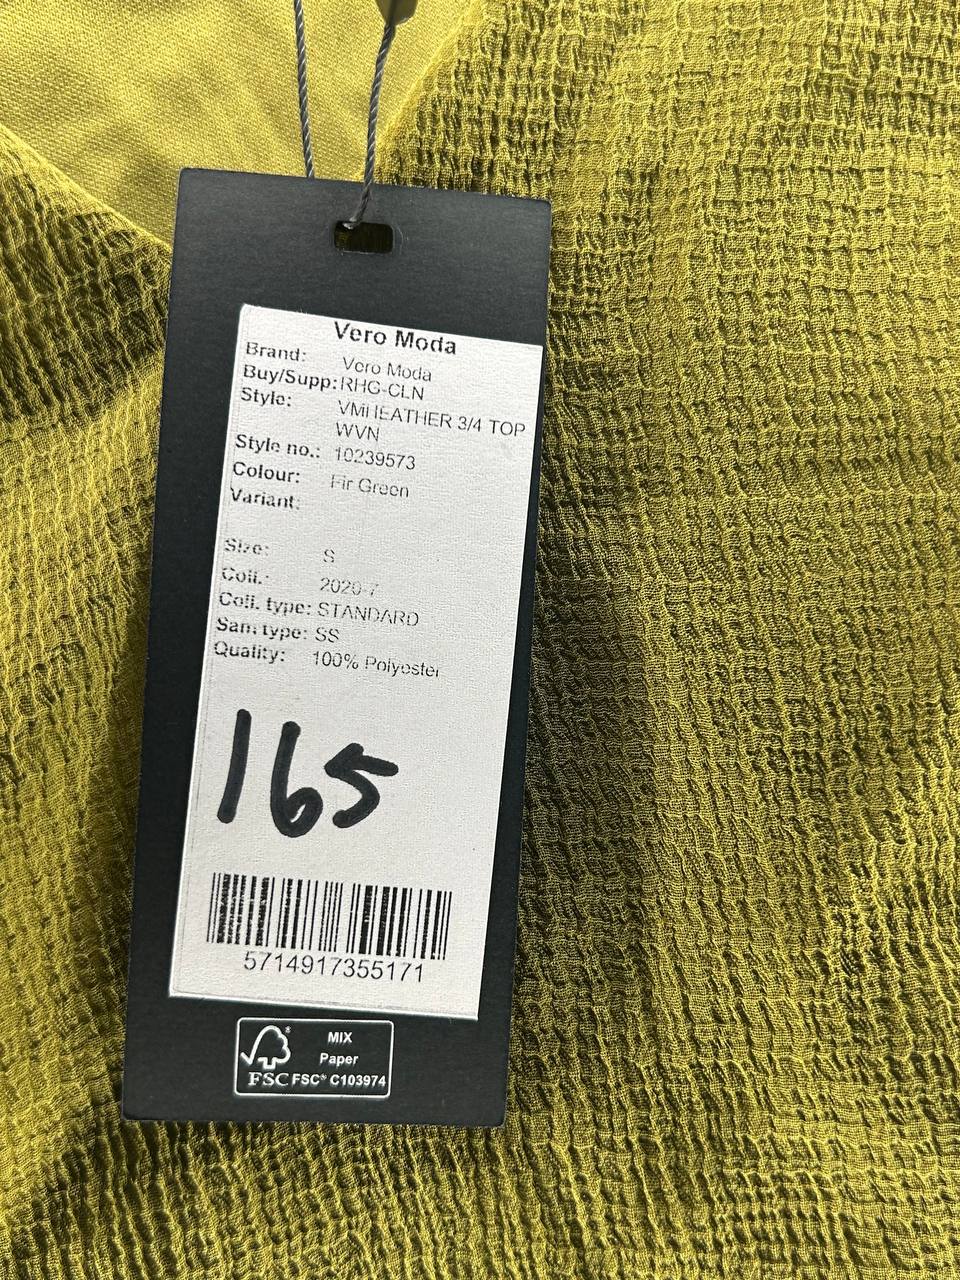 Vero Moda
Brand: Vero Moda
Buy/Supp: RHG-CLN
Style: VMHEATHER 3/4 TOP
WVN
Style no.: 10239573
Colour: Fir Green
Variant:
Size: S
Coll.: 2020-7
Coll. type: STANDARD
Sam type: SS
Quality: 100% Polyester
165
5714917355171
MIX
Paper
FSC FSC® C103974